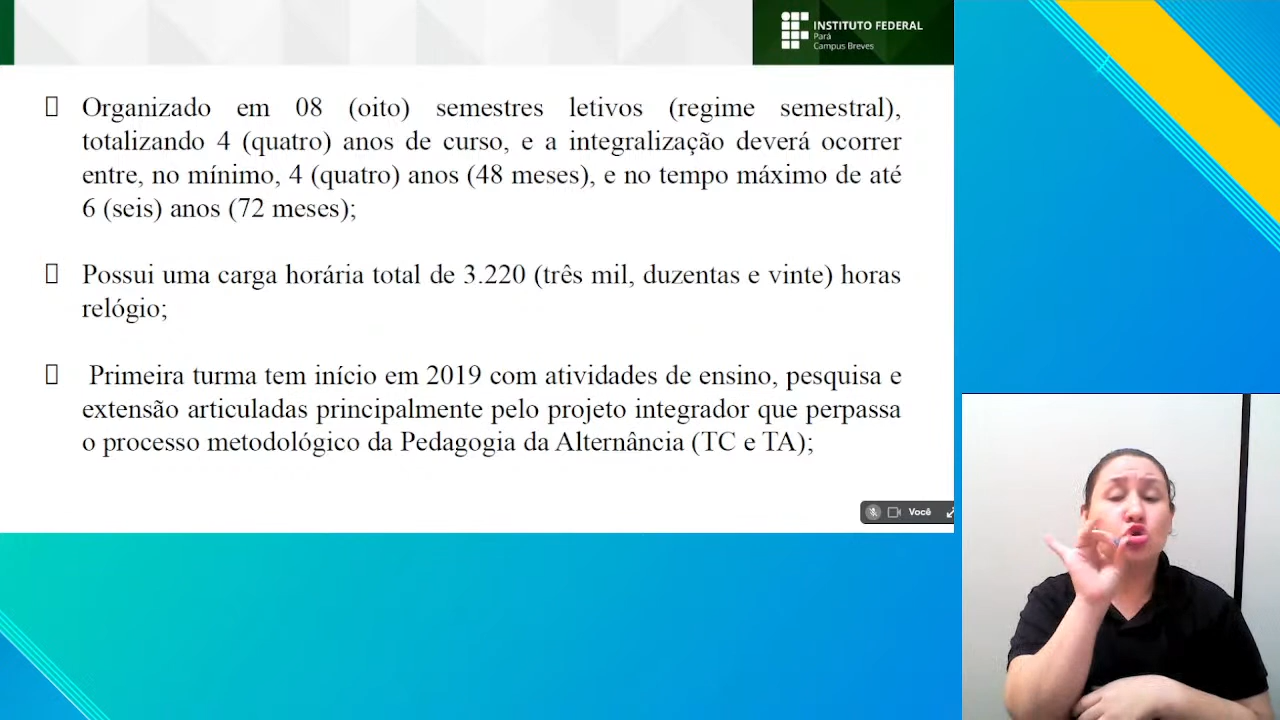 INSTITUTO FEDERAL
Pará
Campus Breves
Organizado em 08 (oito) semestres letivos (regime semestral),
totalizando 4 (quatro) anos de curso, e a integralização deverá ocorrer
entre, no mínimo, 4 (quatro) anos (48 meses), e no tempo máximo de até
6 (seis) anos (72 meses);
Possui uma carga horária total de 3.220 (três mil, duzentas e vinte) horas
relógio;
Primeira turma tem início em 2019 com atividades de ensino, pesquisa e
extensão articuladas principalmente pelo projeto integrador que perpassa
o processo metodológico da Pedagogia da Alternância (TC e TA);
Você